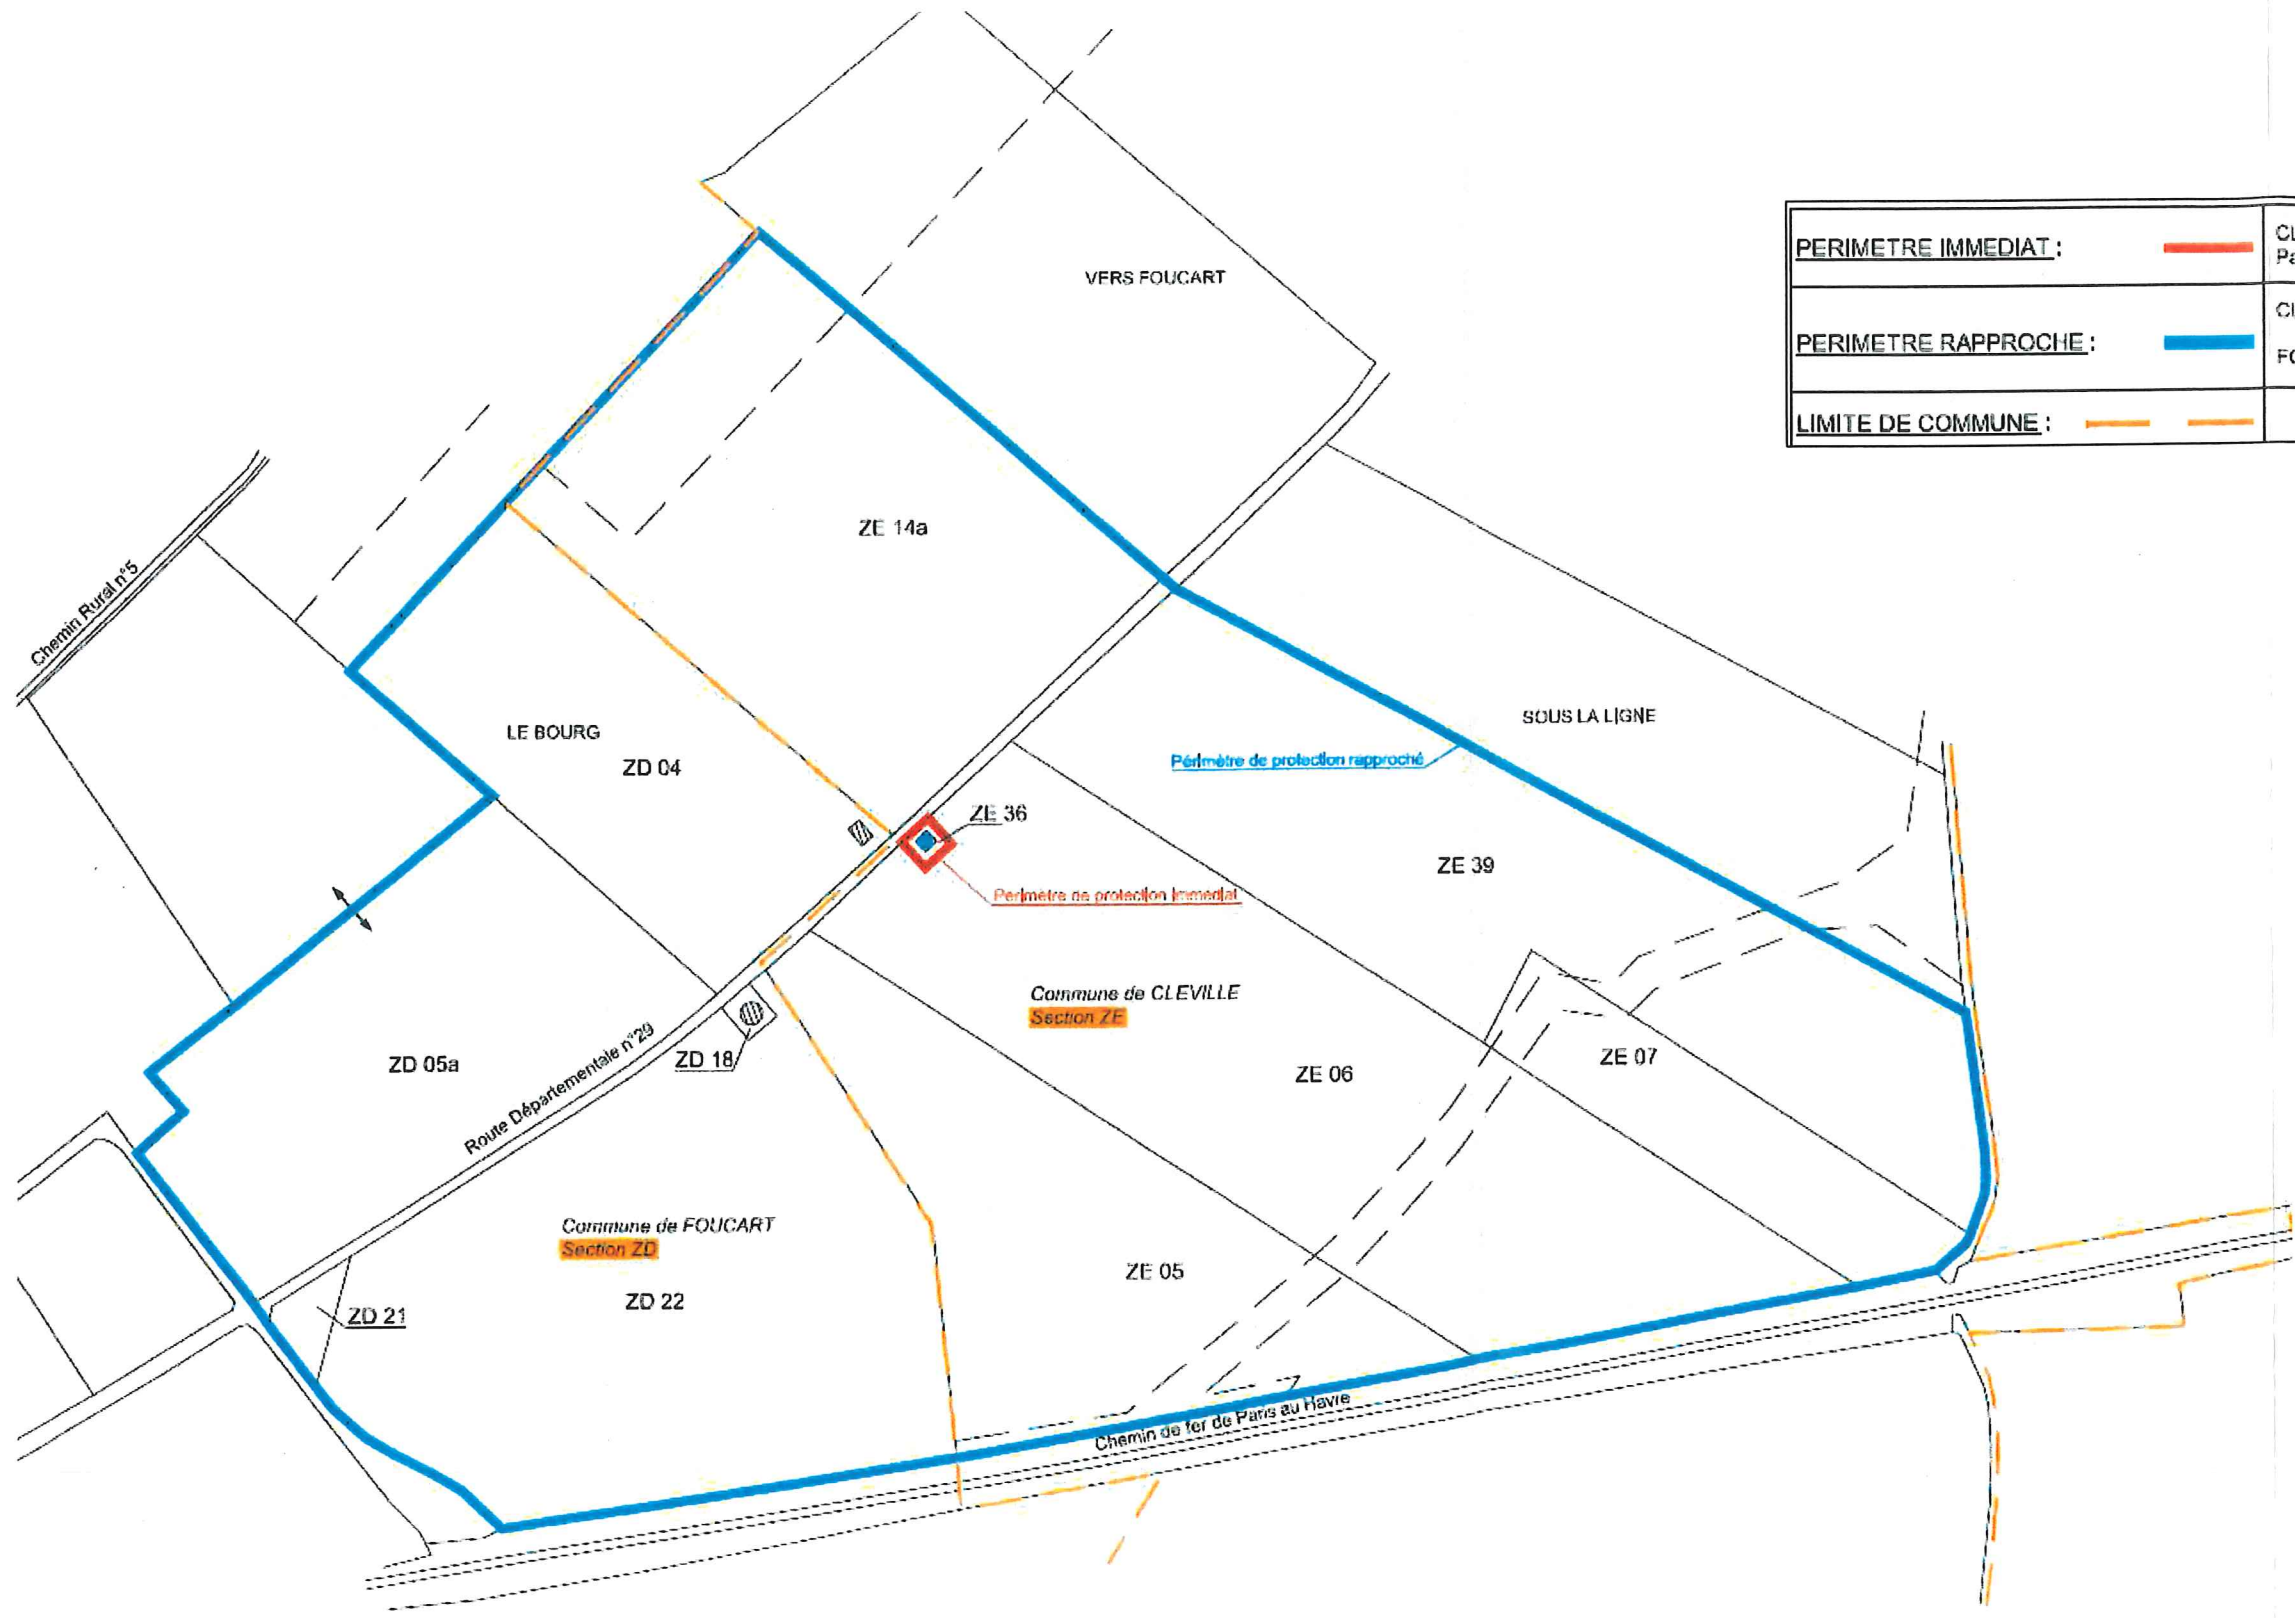 PERIMETRE IMMEDIAT :
PERIMETRE RAPPROCHE :
LIMITE DE COMMUNE :
VERS FOUCART
ZE 14a
Chemin Rural n°5
LE BOURG
ZD 04
SOUS LA LIGNE
Périmètre de protection rapproché
ZE 36
ZE 39
Perimètre de protection immediat
Commune de CLEVILLE
Section ZE
ZD 05a
Route Départementale n°29
ZD 18
ZE 06
ZE 07
Commune de FOUCART
Section ZD
ZD 22
ZD 21
ZE 05
Chemin de fer de Paris au Havre